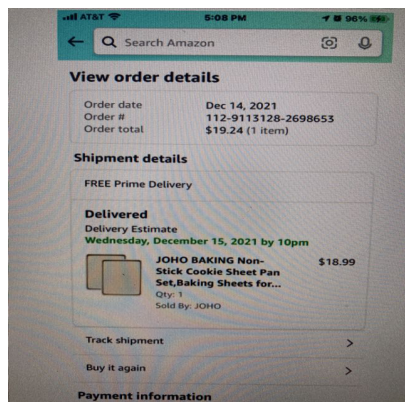 AT&T
5:08 PM
96%
Search Amazon
View order details
Order date Dec 14, 2021
Order # 112-9113128-2698653
Order total $19.24 (1 item)
Shipment details
FREE Prime Delivery
Delivered
Delivery Estimate
Wednesday, December 15, 2021 by 10pm
JOHO BAKING Non-
$18.99
Stick Cookie Sheet Pan
Set,Baking Sheets for...
Qty: 1
Sold By: JOHO
Track shipment
Buy it again
Payment information